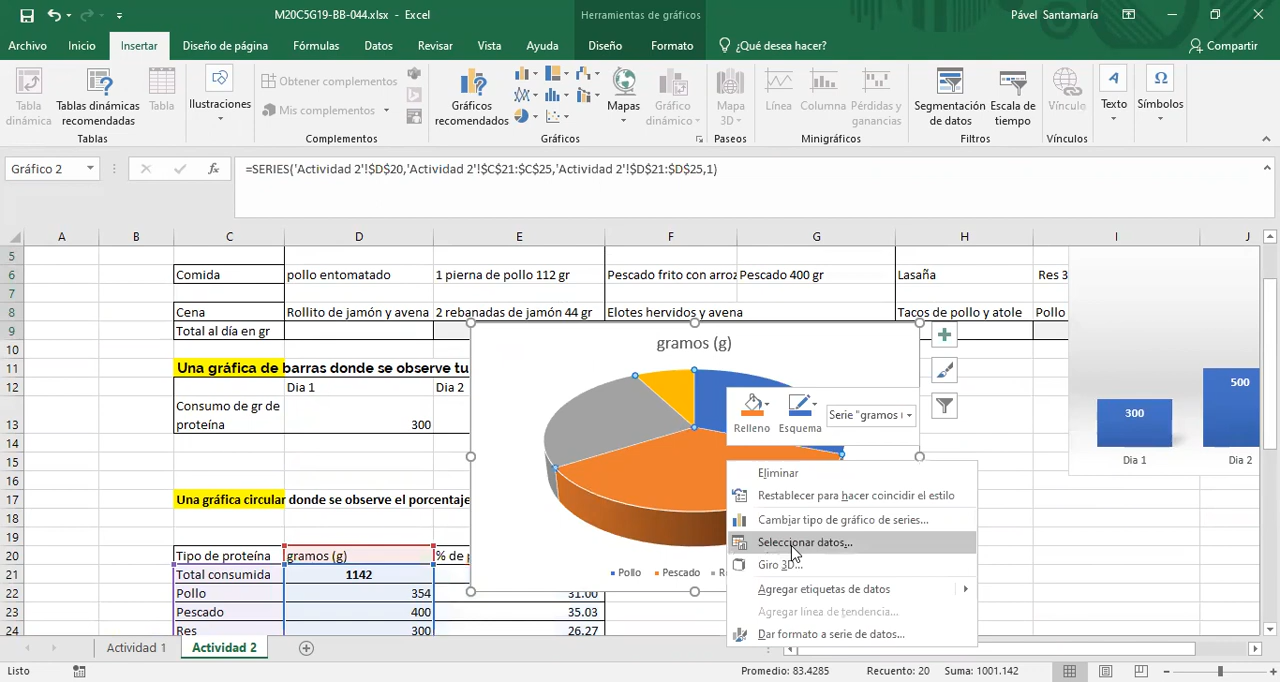 M20C5G19-BB-044.xlsx - Excel
Herramientas de gráficos
Pável Santamaría
Archivo Inicio Insertar Diseño de página Fórmulas Datos Revisar Vista Ayuda Diseño Formato ¿Qué desea hacer? Compartir
Tabla dinámica
Tablas dinámicas recomendadas
Tabla
Tablas
Ilustraciones
Obtener complementos
Mis complementos
Complementos
Gráficos recomendados
Mapas
Gráfico dinámico
Gráficos
Mapa 3D
Paseos
Línea
Columna
Pérdidas y ganancias
Minigráficos
Segmentación de datos
Escala de tiempo
Filtros
Vínculo
Vínculos
Texto
Símbolos
Gráfico 2
fx
=SERIES('Actividad 2'!$D$20,'Actividad 2'!$C$21:$C$25,'Actividad 2'!$D$21:$D$25,1)
A B C D E F G H I J
5
6 Comida pollo entomatado 1 pierna de pollo 112 gr Pescado frito con arroz Pescado 400 gr Lasaña Res 3
7
8 Cena Rollito de jamón y avena 2 rebanadas de jamón 44 gr Elotes hervidos y avena Tacos de pollo y atole Pollo
9 Total al día en gr
10
11 Una gráfica de barras donde se observe tu
12 Dia 1 Dia 2
13 Consumo de gr de proteína 300
14
15
16
17 Una gráfica circular donde se observe el porcentaje
18
19
20 Tipo de proteína gramos (g) % de p
21 Total consumida 1142
22 Pollo 354 31.00
23 Pescado 400 35.03
24 Res 300 26.27
gramos (g)
Pollo Pescado R
Relleno Esquema Serie "gramos (
Eliminar
Restablecer para hacer coincidir el estilo
Cambiar tipo de gráfico de series...
Seleccionar datos...
Giro 3D...
Agregar etiquetas de datos
Agregar línea de tendencia...
Dar formato a serie de datos...
300
500
Dia 1 Dia 2
Actividad 1 Actividad 2
Listo
Promedio: 83.4285 Recuento: 20 Suma: 1001.142